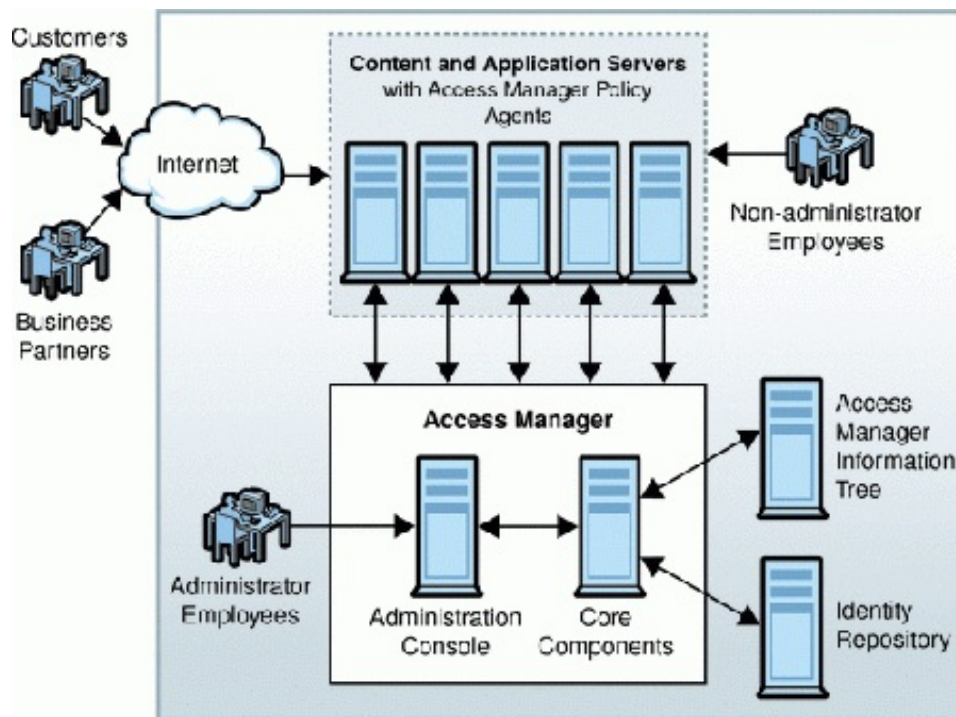 Customers
Content and Application Servers
with Access Manager Policy
Agents
Internet
Non-administrator
Employees
Business
Partners
Access Manager
Access
Manager
Information
Tree
Administrator
Employees
Administration
Console
Core
Components
Identity
Repository